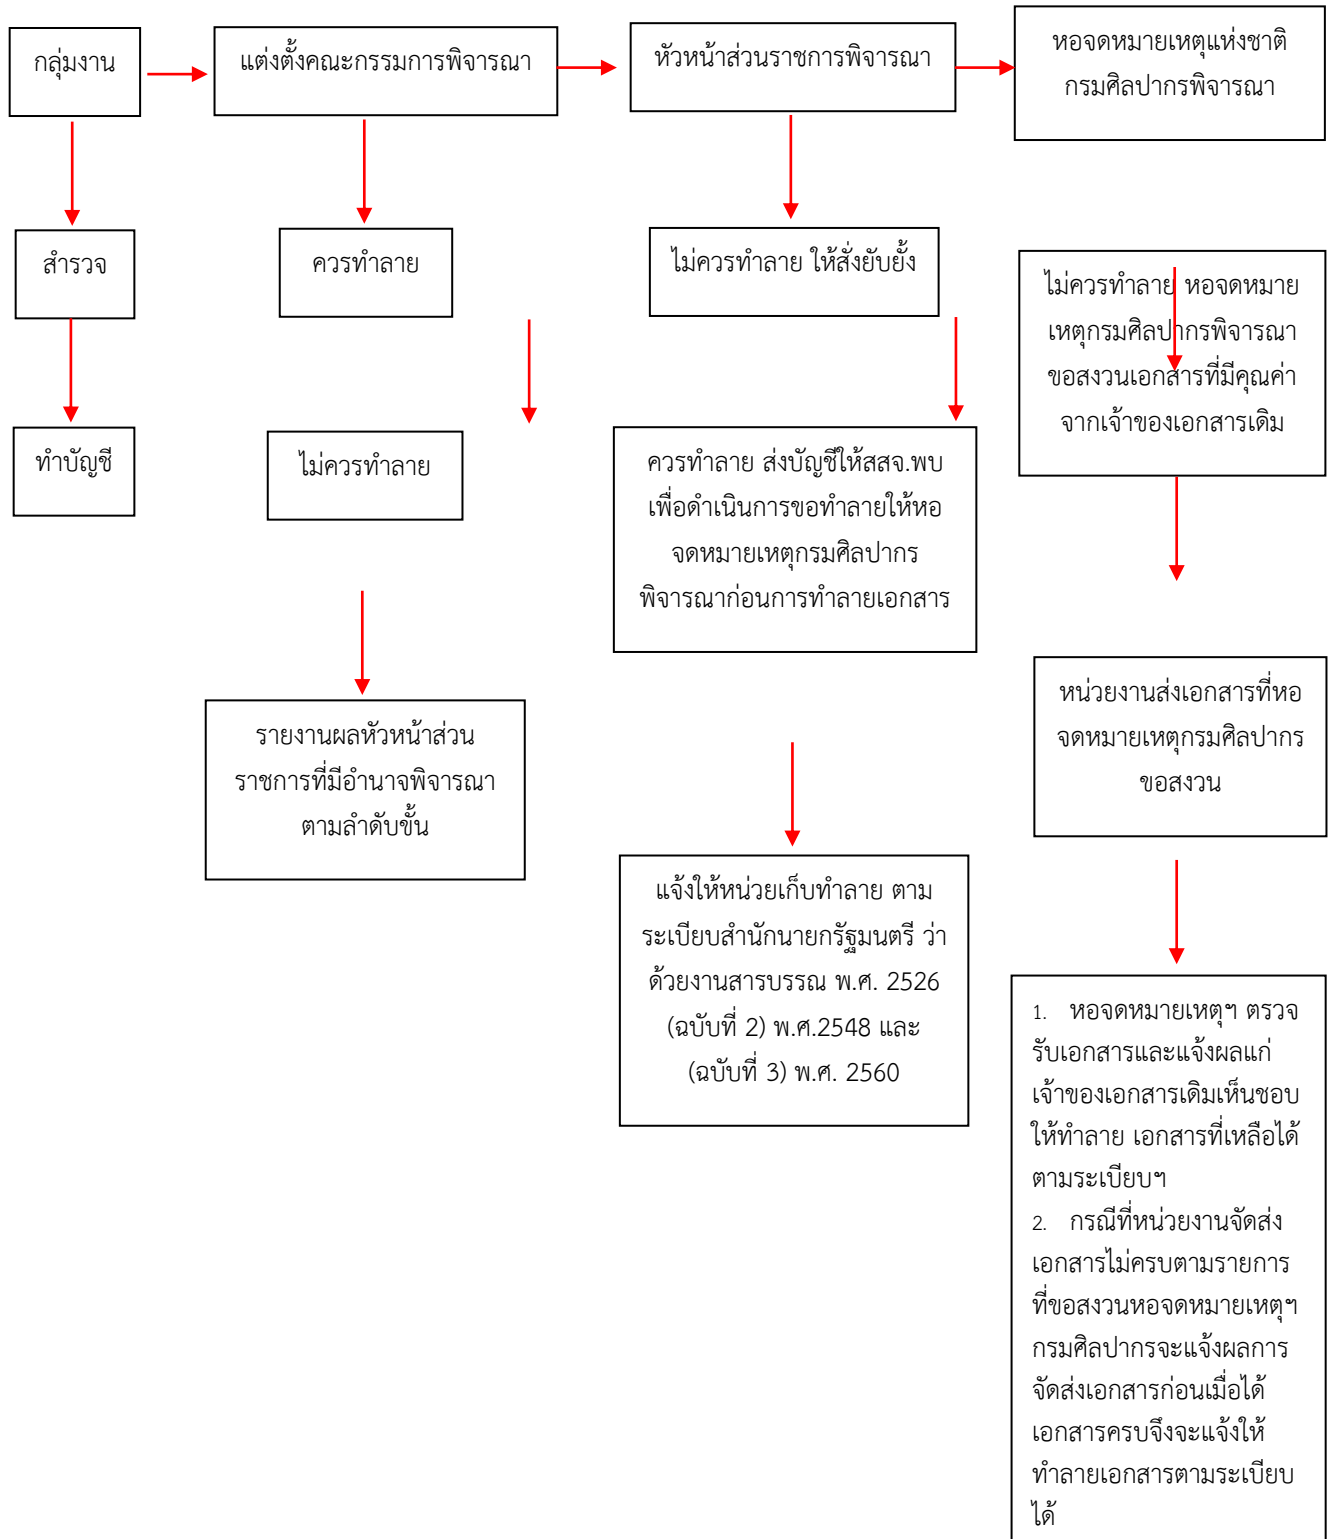 กลุ่มงาน
แต่งตั้งคณะกรรมการพิจารณา
หัวหน้าส่วนราชการพิจารณา
หอจดหมายเหตุแห่งชาติ
กรมศิลปากรพิจารณา
สำรวจ
ควรทำลาย
ไม่ควรทำลาย ให้สั่งยับยั้ง
ไม่ควรทำลาย หอจดหมาย
เหตุกรมศิลปากรพิจารณา
ขอสงวนเอกสารที่มีคุณค่า
จากเจ้าของเอกสารเดิม
ทำบัญชี
ไม่ควรทำลาย
ควรทำลาย ส่งบัญชีให้สสจ.พบ
เพื่อดำเนินการขอทำลายให้หอ
จดหมายเหตุกรมศิลปากร
พิจารณาก่อนการทำลายเอกสาร
รายงานผลหัวหน้าส่วน
ราชการที่มีอำนาจพิจารณา
ตามลำดับขั้น
หน่วยงานส่งเอกสารที่หอ
จดหมายเหตุกรมศิลปากร
ขอสงวน
แจ้งให้หน่วยเก็บทำลาย ตาม
ระเบียบสำนักนายกรัฐมนตรี ว่า
ด้วยงานสารบรรณ พ.ศ. 2526
(ฉบับที่ 2) พ.ศ.2548 และ
(ฉบับที่ 3) พ.ศ. 2560
1. หอจดหมายเหตุฯ ตรวจ
รับเอกสารและแจ้งผลแก่
เจ้าของเอกสารเดิมเห็นชอบ
ให้ทำลาย เอกสารที่เหลือได้
ตามระเบียบฯ
2. กรณีที่หน่วยงานจัดส่ง
เอกสารไม่ครบตามรายการ
ที่ขอสงวนหอจดหมายเหตุฯ
กรมศิลปากรจะแจ้งผลการ
จัดส่งเอกสารก่อนเมื่อได้
เอกสารครบจึงจะแจ้งให้
ทำลายเอกสารตามระเบียบ
ได้